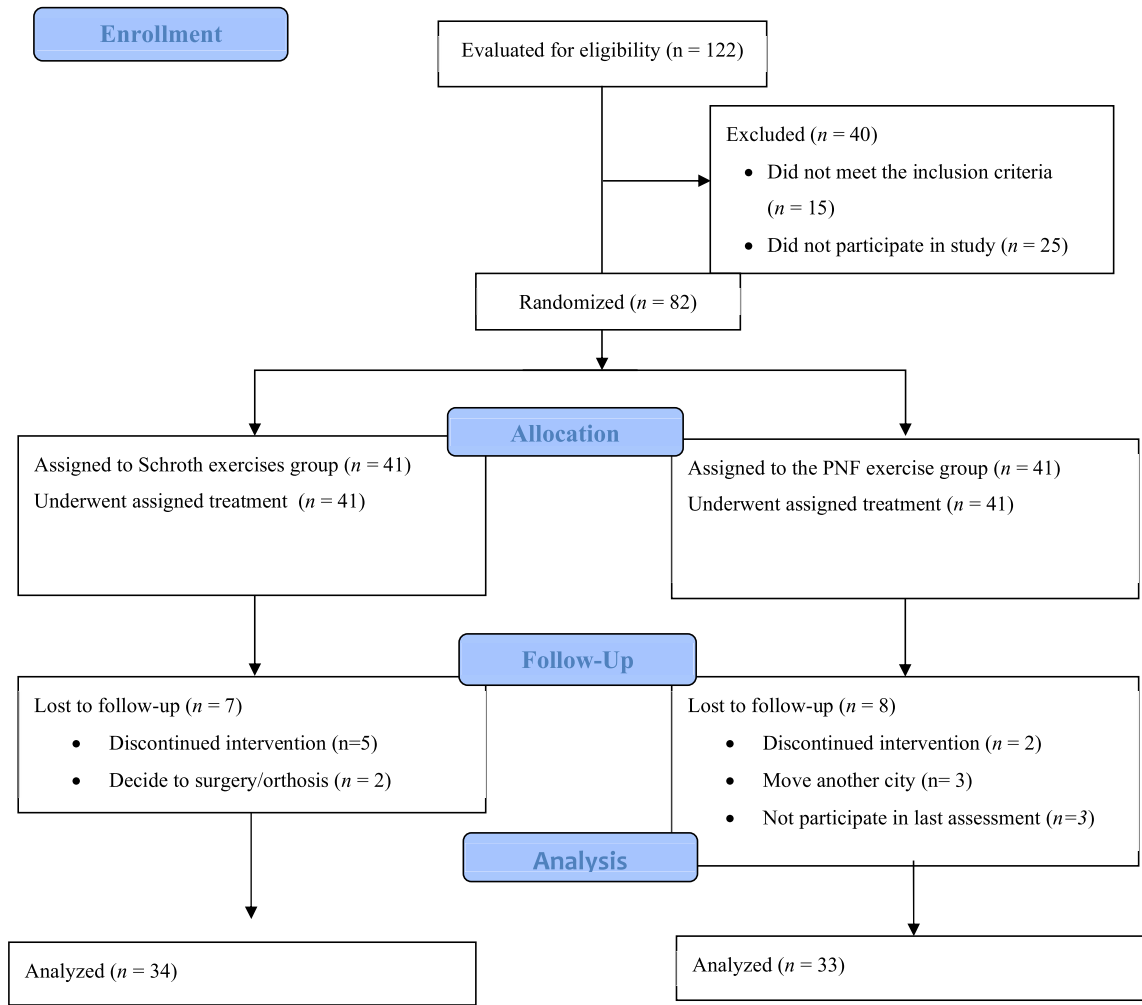 Enrollment
Evaluated for eligibility (n = 122)
Excluded (n = 40)
• Did not meet the inclusion criteria
(n = 15)
• Did not participate in study (n = 25)
Randomized (n = 82)
Allocation
Assigned to Schroth exercises group (n = 41)
Underwent assigned treatment (n = 41)
Assigned to the PNF exercise group (n = 41)
Underwent assigned treatment (n = 41)
Follow-Up
Lost to follow-up (n = 7)
• Discontinued intervention (n=5)
• Decide to surgery/orthosis (n = 2)
Lost to follow-up (n = 8)
• Discontinued intervention (n = 2)
• Move another city (n= 3)
• Not participate in last assessment (n=3)
Analysis
Analyzed (n = 34)
Analyzed (n = 33)